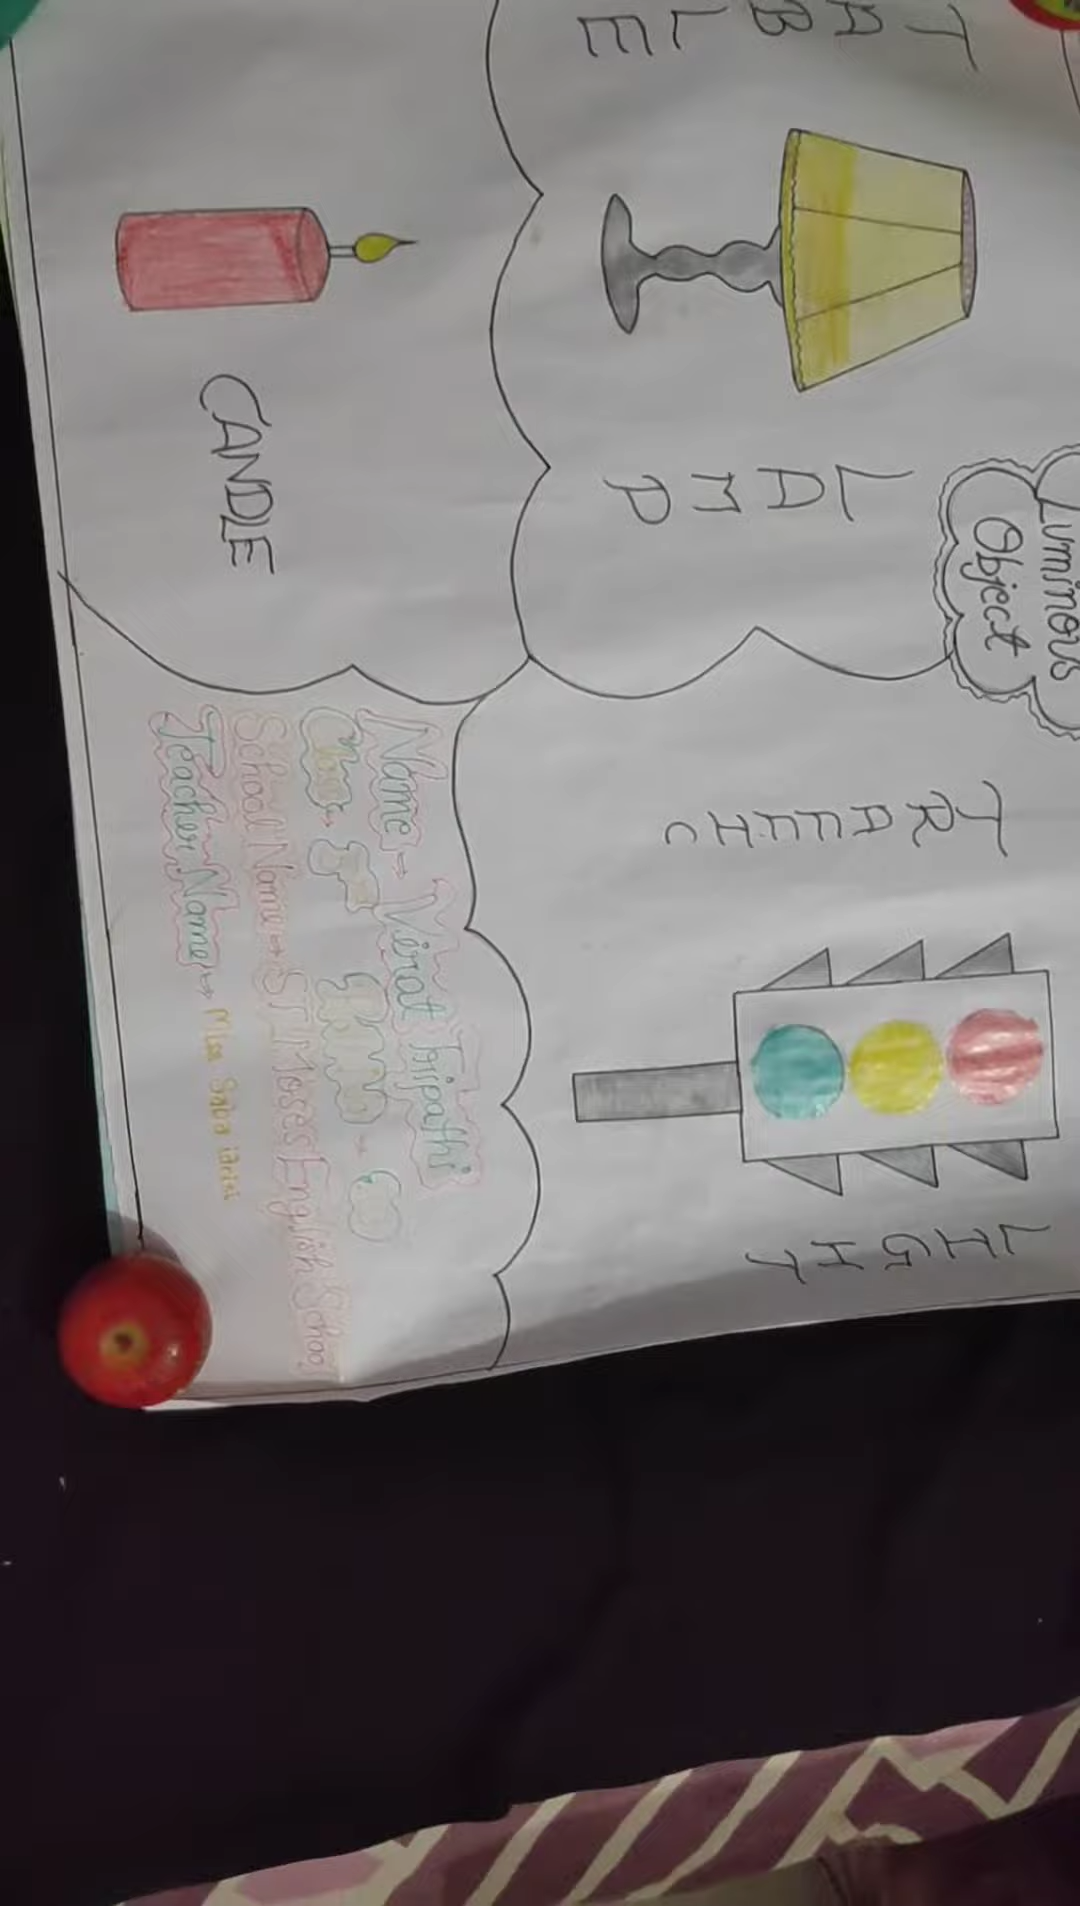 Luminous
Object
TABLE
LAMP
TRAFFIC
LIGHT
CANDLE
Name → Virat Tripathi
Class →
School Name → ST Moses English School
Teacher Name → Miss Saba